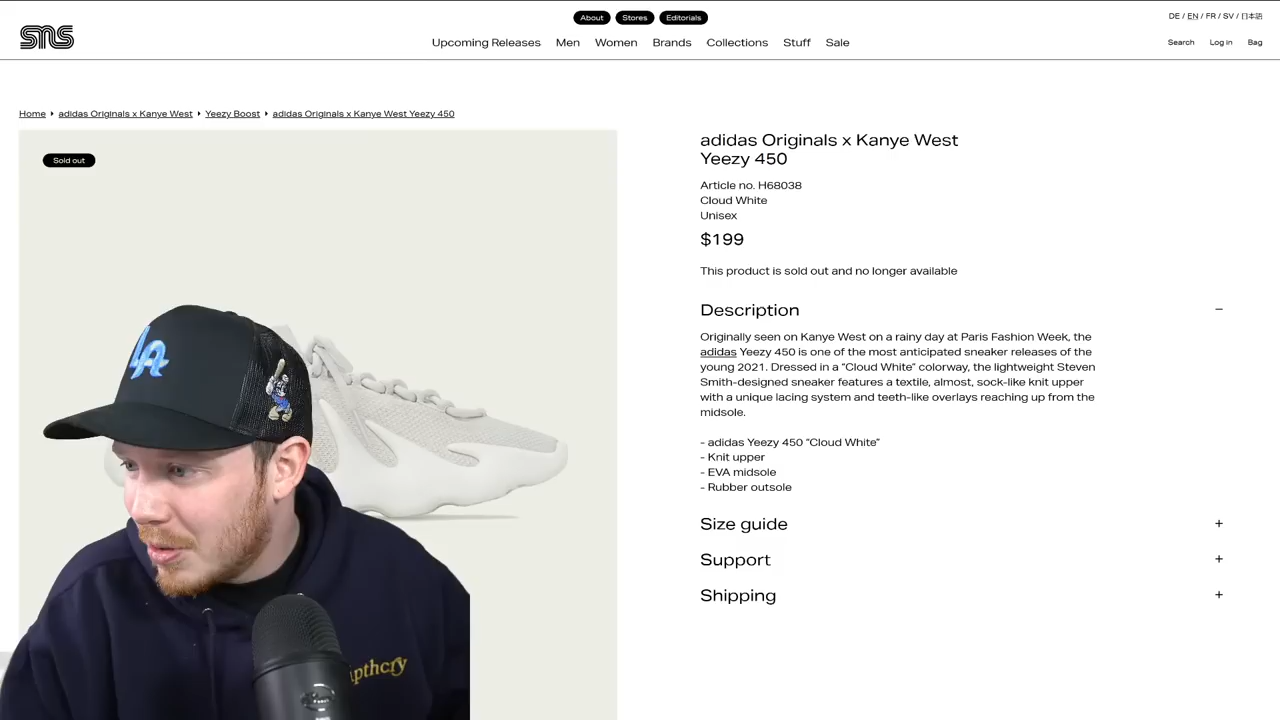 About Stores Editorials
DE / EN / FR / SV / 日本語
sns
Upcoming Releases Men Women Brands Collections Stuff Sale
Search Log in Bag
Home adidas Originals x Kanye West Yeezy Boost adidas Originals x Kanye West Yeezy 450
Sold out
LA
adidas Originals x Kanye West
Yeezy 450
Article no. H68038
Cloud White
Unisex
$199
This product is sold out and no longer available
Description
Originally seen on Kanye West on a rainy day at Paris Fashion Week, the
adidas Yeezy 450 is one of the most anticipated sneaker releases of the
young 2021. Dressed in a "Cloud White" colorway, the lightweight Steven
Smith-designed sneaker features a textile, almost, sock-like knit upper
with a unique lacing system and teeth-like overlays reaching up from the
midsole.
- adidas Yeezy 450 "Cloud White"
- Knit upper
- EVA midsole
- Rubber outsole
Size guide
Support
Shipping